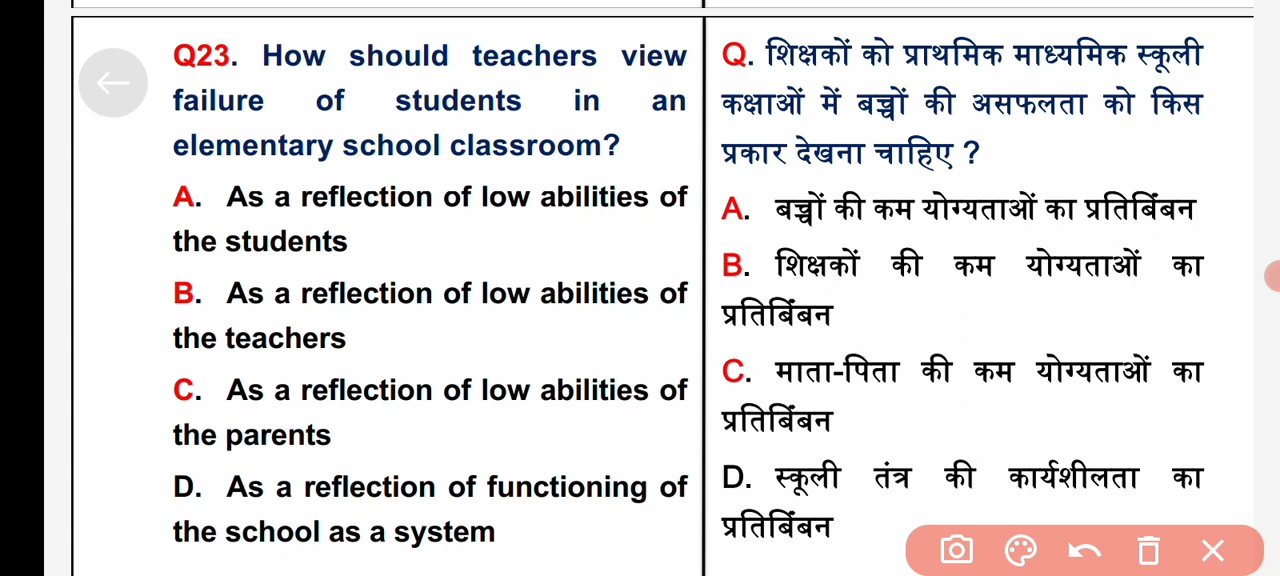 Q23. How should teachers view
failure of students in an
elementary school classroom?
A. As a reflection of low abilities of
the students
B. As a reflection of low abilities of
the teachers
C. As a reflection of low abilities of
the parents
D. As a reflection of functioning of
the school as a system
Q. शिक्षकों को प्राथमिक माध्यमिक स्कूली
कक्षाओं में बच्चों की असफलता को किस
प्रकार देखना चाहिए ?
A. बच्चों की कम योग्यताओं का प्रतिबिंबन
B. शिक्षकों की कम योग्यताओं का
प्रतिबिंबन
C. माता-पिता की कम योग्यताओं का
प्रतिबिंबन
D. स्कूली तंत्र की कार्यशीलता का
प्रतिबिंबन